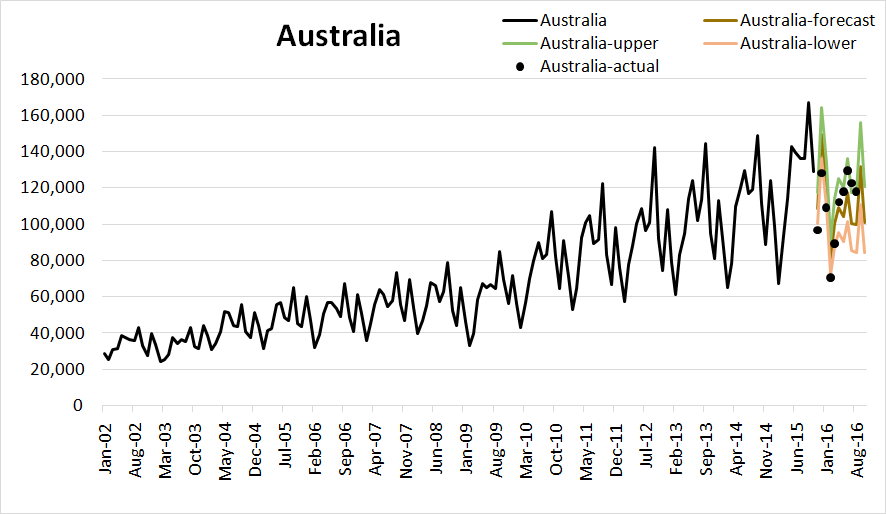 Australia
Australia Australia-forecast
Australia-upper Australia-lower
Australia-actual
180,000
160,000
140,000
120,000
100,000
80,000
60,000
40,000
20,000
0
Jan-02
Aug-02
Mar-03
Oct-03
May-04
Dec-04
Jul-05
Feb-06
Sep-06
Apr-07
Nov-07
Jun-08
Jan-09
Aug-09
Mar-10
Oct-10
May-11
Dec-11
Jul-12
Feb-13
Sep-13
Apr-14
Nov-14
Jun-15
Jan-16
Aug-16